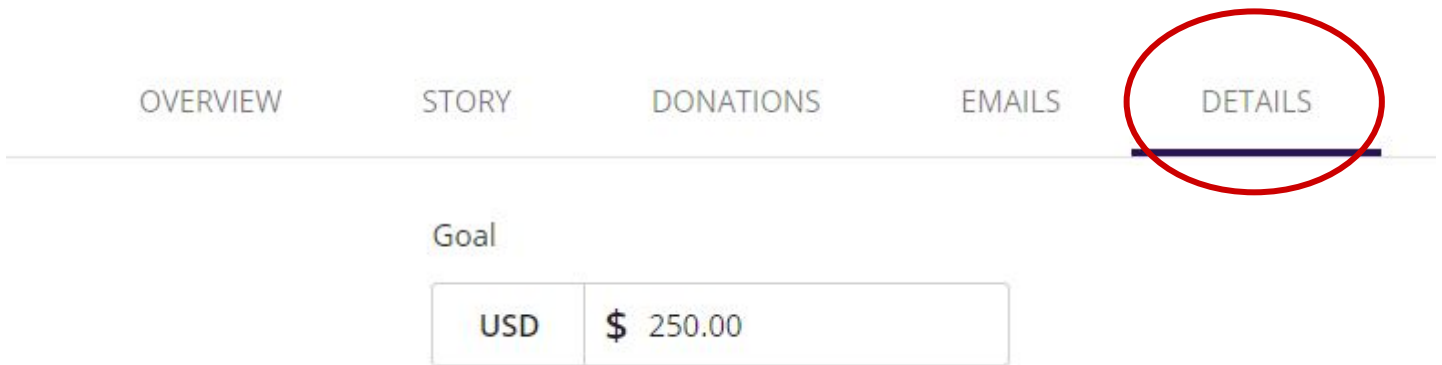 OVERVIEW STORY DONATIONS EMAILS DETAILS
Goal
USD $ 250.00